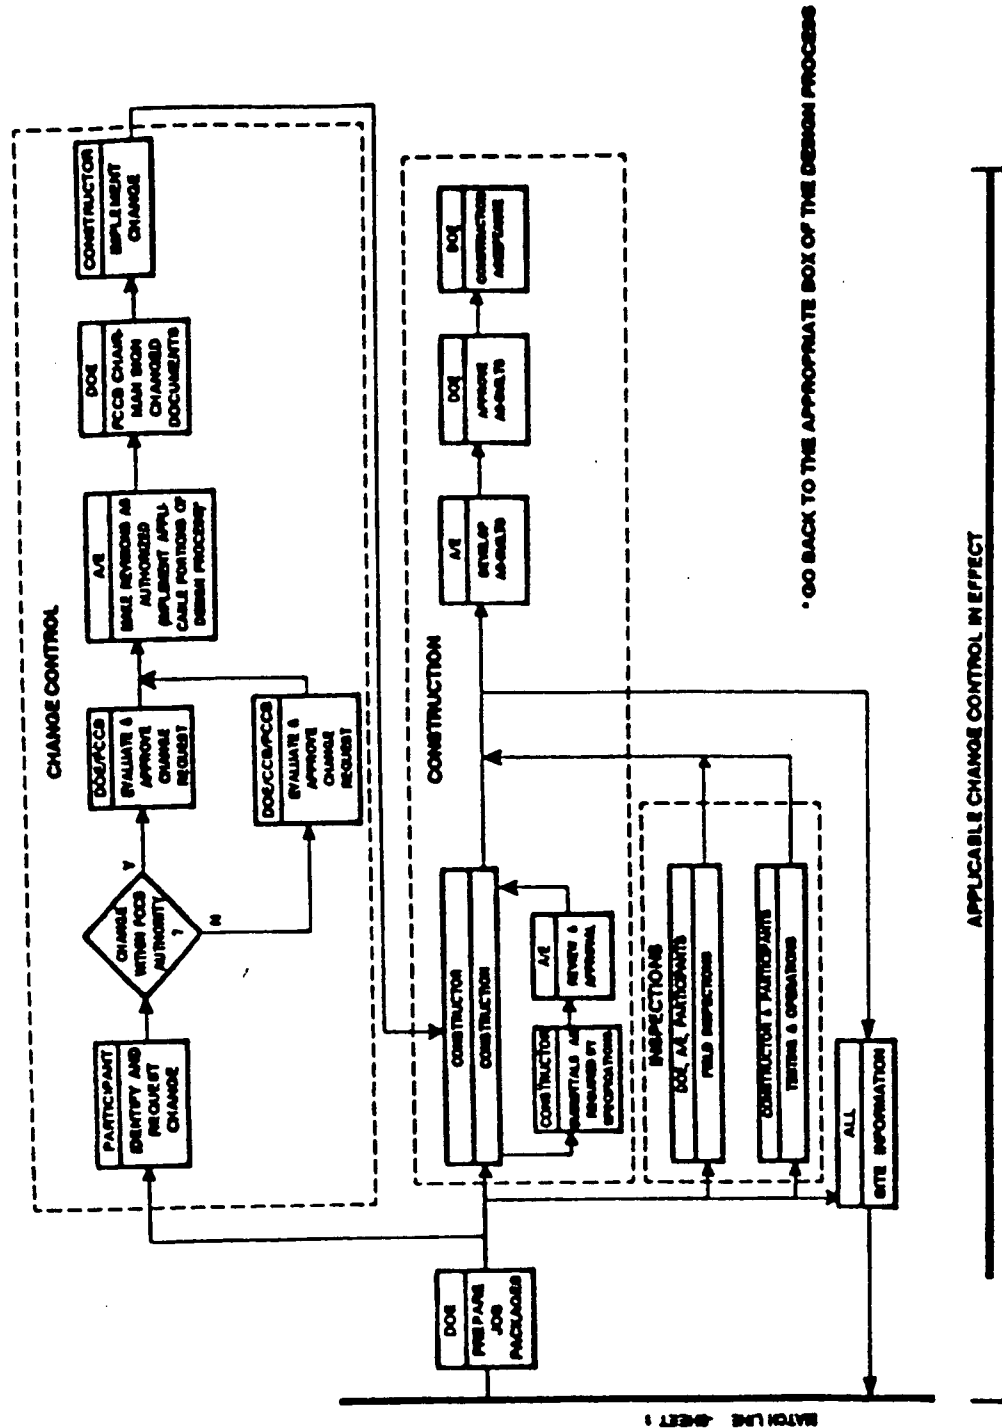 CHANGE CONTROL
PARTICIPANT
IDENTIFY AND
REQUEST
CHANGE
CHANGE
WITHIN FCCB
AUTHORITY
?
Y
N
DOE/FCCB
EVALUATE &
APPROVE
CHANGE
REQUEST
DOE/CCB/FCCB
EVALUATE &
APPROVE
CHANGE
REQUEST
A/E
MAKE REVISIONS AS
AUTHORIZED
(IMPLEMENT APPLI-
CABLE PORTIONS OF
DESIGN PROCESS)*
DOE
FCCB CHAIR-
MAN SIGN
CHANGED
DOCUMENTS
CONSTRUCTOR
IMPLEMENT
CHANGE
DOE
PREPARE
JOB
PACKAGES
CONSTRUCTION
CONSTRUCTOR
CONSTRUCTION
CONSTRUCTOR
SUBMITTALS AS
REQUIRED BY
SPECIFICATIONS
A/E
REVIEW &
APPROVAL
A/E
DEVELOP
AS-BUILTS
DOE
APPROVE
AS-BUILTS
DOE
CONSTRUCTION
ACCEPTANCE
INSPECTIONS
DOE, A/E, PARTICIPANTS
FIELD INSPECTIONS
CONSTRUCTOR & PARTICIPANTS
TESTING & OPERATIONS
ALL
SITE INFORMATION
* GO BACK TO THE APPROPRIATE BOX OF THE DESIGN PROCESS
APPLICABLE CHANGE CONTROL IN EFFECT
MATCH LINE - SHEET 1